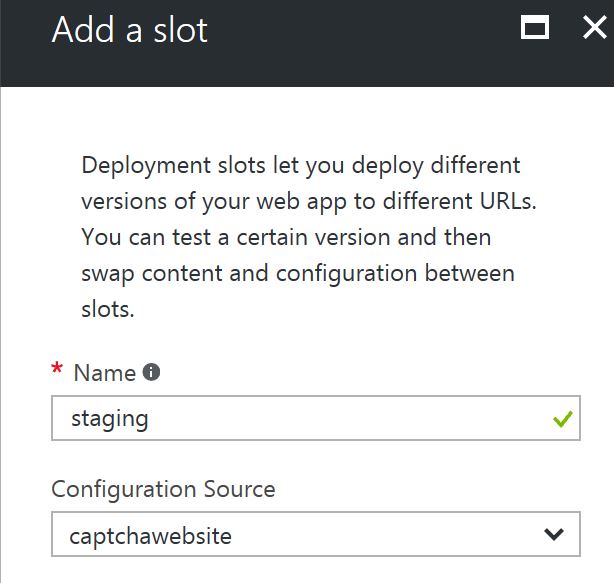 Add a slot
Deployment slots let you deploy different
versions of your web app to different URLs.
You can test a certain version and then
swap content and configuration between
slots.
* Name
staging
Configuration Source
captchawebsite